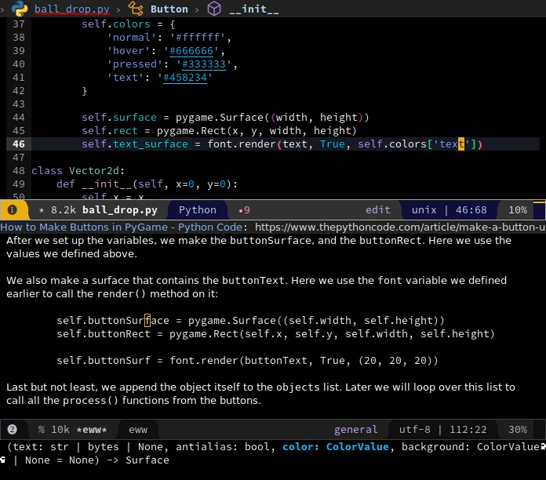 ball_drop.py › Button › __init__
37 self.colors = {
38 'normal': '#ffffff',
39 'hover': '#666666',
40 'pressed': '#333333',
41 'text': '#458234'
42 }
43
44 self.surface = pygame.Surface((width, height))
45 self.rect = pygame.Rect(x, y, width, height)
46 self.text_surface = font.render(text, True, self.colors['text'])
47
48 class Vector2d:
49 def __init__(self, x=0, y=0):
50 self.x = x
1 * 8.2k ball_drop.py Python •9 edit unix | 46:68 10%
How to Make Buttons in PyGame - Python Code: https://www.thepythoncode.com/article/make-a-button-u
After we set up the variables, we make the buttonSurface, and the buttonRect. Here we use the
values we defined above.
We also make a surface that contains the buttonText. Here we use the font variable we defined
earlier to call the render() method on it:
self.buttonSurface = pygame.Surface((self.width, self.height))
self.buttonRect = pygame.Rect(self.x, self.y, self.width, self.height)
self.buttonSurf = font.render(buttonText, True, (20, 20, 20))
Last but not least, we append the object itself to the objects list. Later we will loop over this list to
call all the process() functions from the buttons.
2 % 10k *eww* eww general utf-8 | 112:22 30%
(text: str | bytes | None, antialias: bool, color: ColorValue, background: ColorValue
| None = None) -> Surface